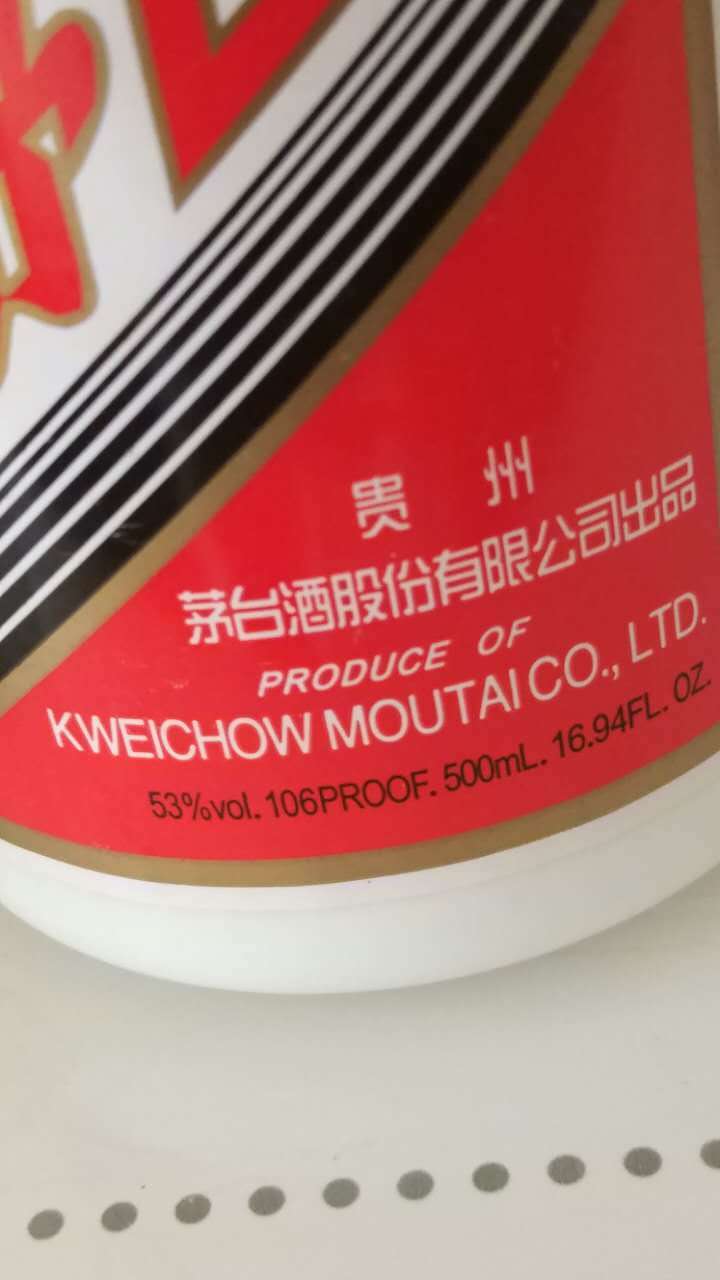 贵 州
茅台酒股份有限公司出品
PRODUCE OF
KWEICHOW MOUTAI CO., LTD.
53%vol. 106PROOF. 500mL. 16.94FL. OZ.